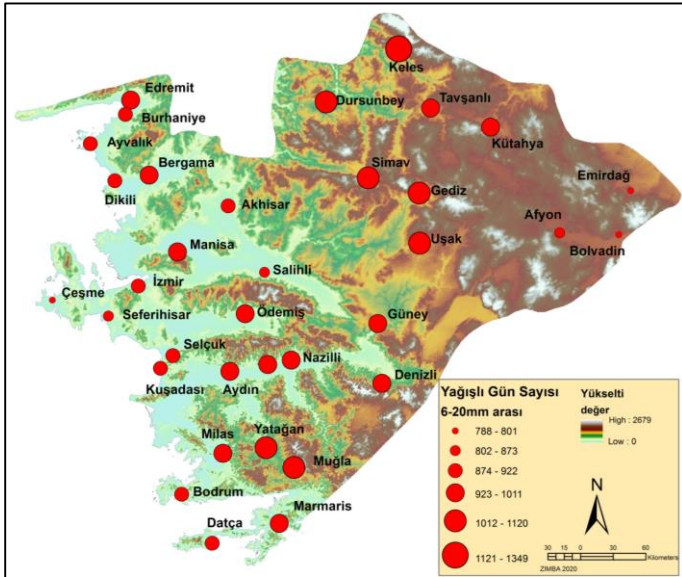 Keles
Edremit
Dursunbey
Tavşanlı
Burhaniye
Kütahya
Ayvalık
Bergama
Simav
Emirdağ
Dikili
Gediz
Akhisar
Afyon
Uşak
Bolvadin
Manisa
Salihli
İzmir
Çeşme
Seferihisar
Ödemiş
Güney
Selçuk
Nazilli
Kuşadası
Aydın
Denizli
Milas
Yatağan
Muğla
Bodrum
Marmaris
Datça
Yağışlı Gün Sayısı
6-20mm arası
788 - 801
802 - 873
874 - 922
923 - 1011
1012 - 1120
1121 - 1349
Yükselti
değer
High : 2679
Low : 0
N
30 15 0 30 60
Kilometers
ZIMBA 2020